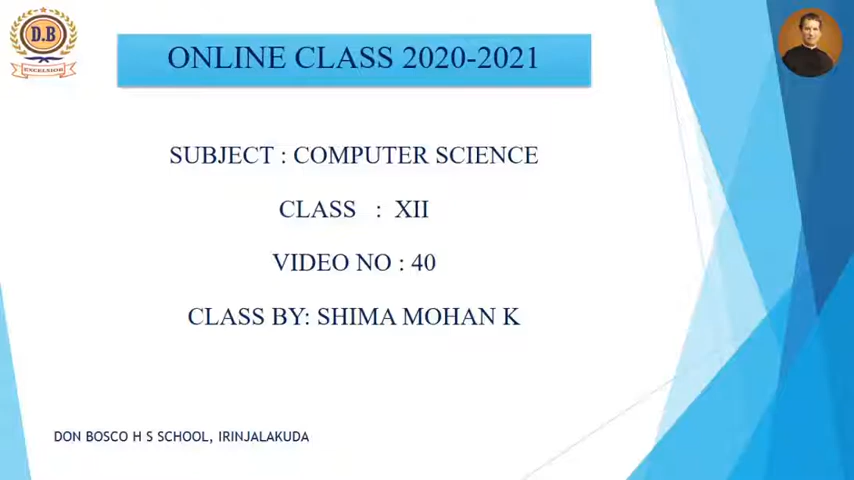 D.B
EXCELSIOR
ONLINE CLASS 2020-2021
SUBJECT : COMPUTER SCIENCE
CLASS : XII
VIDEO NO : 40
CLASS BY: SHIMA MOHAN K
DON BOSCO H S SCHOOL, IRINJALAKUDA